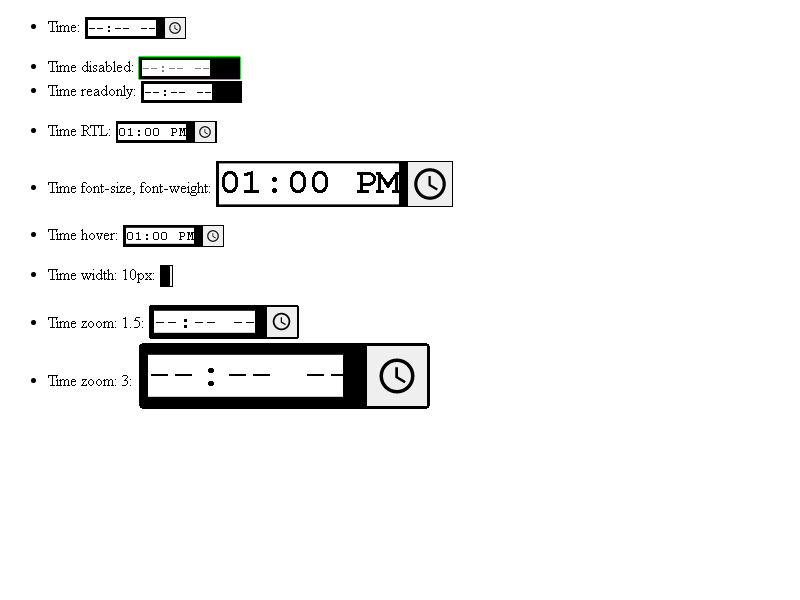 Time: --:-- --
Time disabled: --:-- --
Time readonly: --:-- --
Time RTL: 01:00 PM
Time font-size, font-weight: 01:00 PM
Time hover: 01:00 PM
Time width: 10px:
Time zoom: 1.5: --:-- --
Time zoom: 3: --:-- --